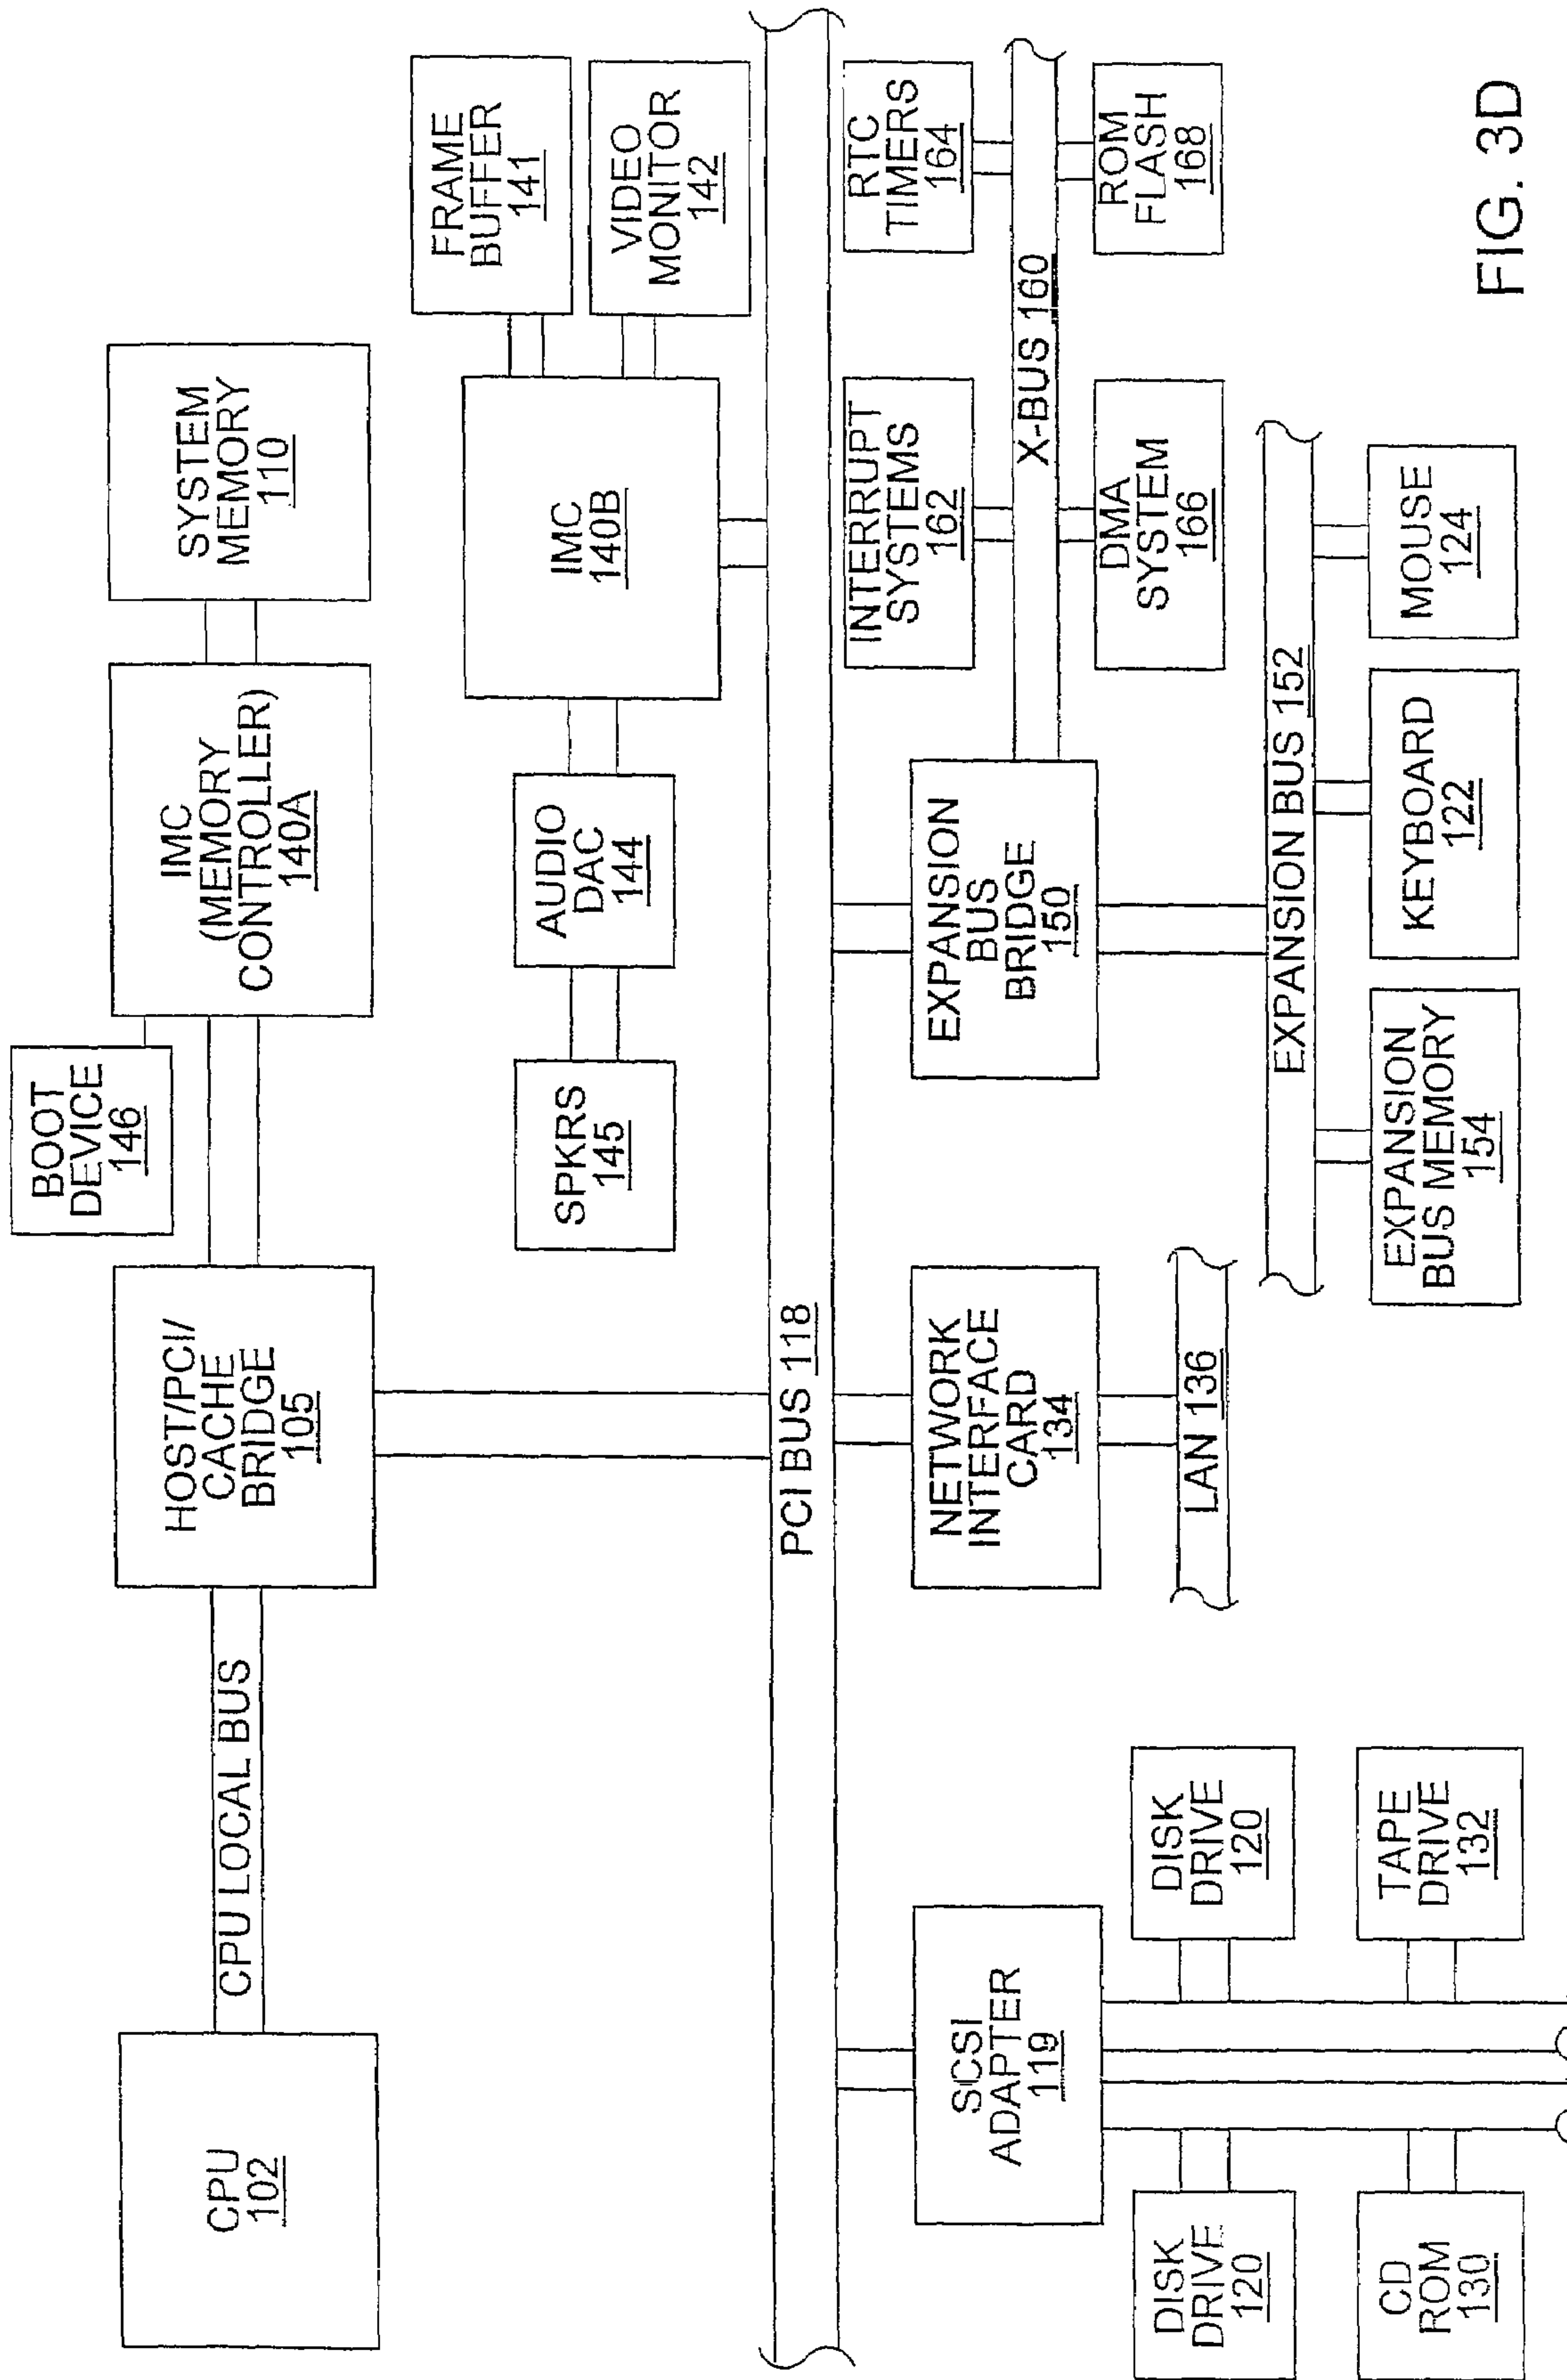 CPU
102
CPU LOCAL BUS
HOST/PCI/
CACHE
BRIDGE
105
BOOT
DEVICE
146
IMC
(MEMORY
CONTROLLER)
140A
SYSTEM
MEMORY
110
SPKRS
145
AUDIO
DAC
144
IMC
140B
FRAME
BUFFER
141
VIDEO
MONITOR
142
PCI BUS 118
SCSI
ADAPTER
119
DISK
DRIVE
120
DISK
DRIVE
120
CD
ROM
130
TAPE
DRIVE
132
NETWORK
INTERFACE
CARD
134
LAN 136
EXPANSION
BUS
BRIDGE
150
INTERRUPT
SYSTEMS
162
RTC
TIMERS
164
X-BUS 160
DMA
SYSTEM
166
ROM
FLASH
168
EXPANSION BUS 152
EXPANSION
BUS MEMORY
154
KEYBOARD
122
MOUSE
124
FIG. 3D